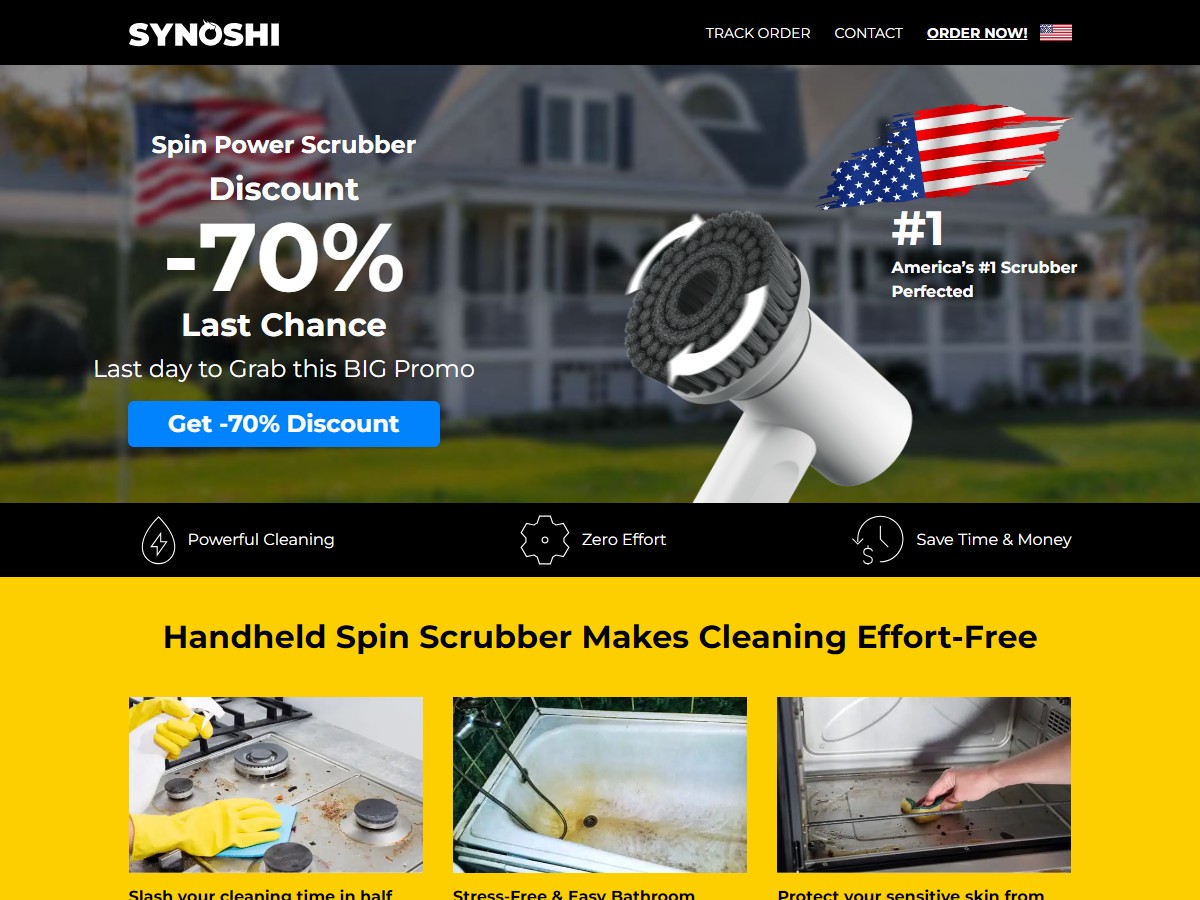 SYNOSHI
TRACK ORDER
CONTACT
ORDER NOW!
Spin Power Scrubber
Discount
-70%
Last Chance
Last day to Grab this BIG Promo
Get -70% Discount
#1
America's #1 Scrubber
Perfected
Powerful Cleaning
Zero Effort
Save Time & Money
Handheld Spin Scrubber Makes Cleaning Effort-Free
Slash your cleaning time in half
Stress-Free & Easy Bathroom
Protect your sensitive skin from